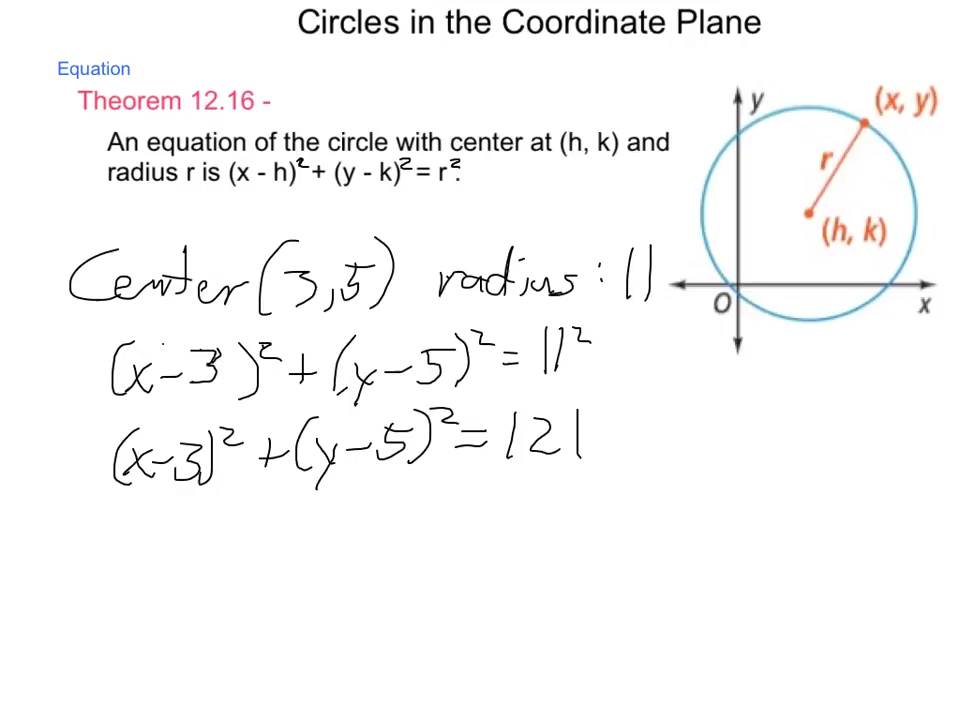 Circles in the Coordinate Plane
Equation
Theorem 12.16 -
An equation of the circle with center at (h, k) and
radius r is (x - h)² + (y - k)² = r².
y
(x, y)
r
(h, k)
O
x
Center (3,5) radius: 11
(x-3)² + (y-5)² = 11²
(x-3)² + (y-5)² = 121